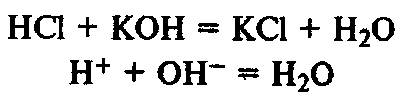 HCl + KOH = KCl + H₂O
H⁺ + OH⁻ = H₂O